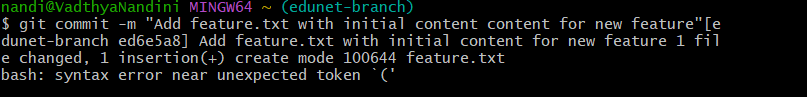 nandi@VadthyaNandini MINGW64 ~ (edunet-branch)
$ git commit -m "Add feature.txt with initial content content for new feature"[e
dunet-branch ed6e5a8] Add feature.txt with initial content for new feature 1 fil
e changed, 1 insertion(+) create mode 100644 feature.txt
bash: syntax error near unexpected token `('